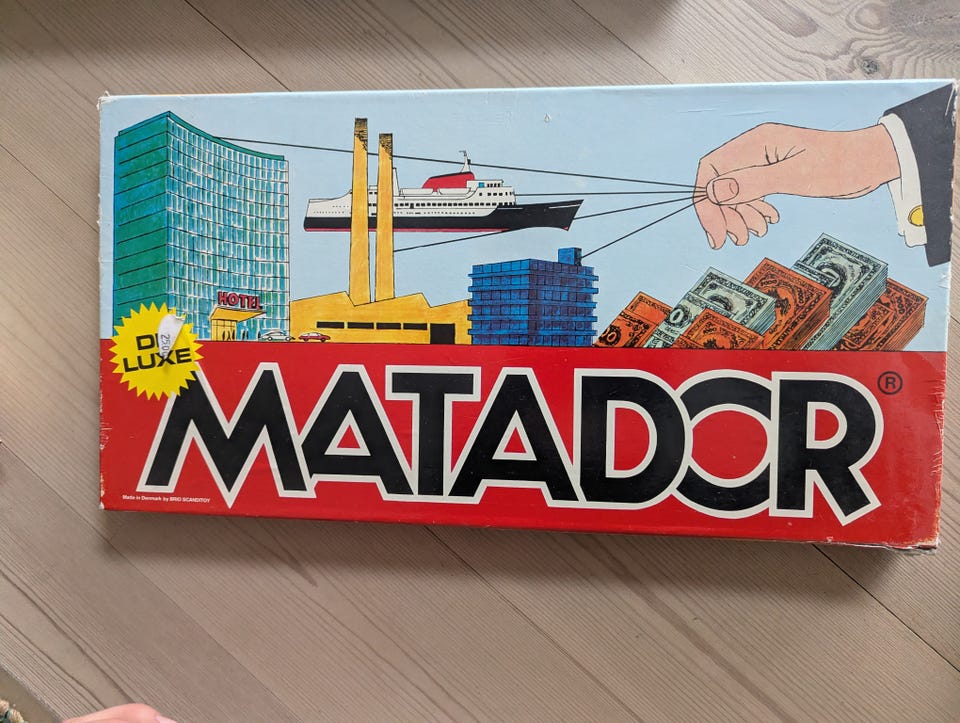 HOTEL
DE
LUXE
MATADOR®
Made in Denmark by BRIO SCANDITOY